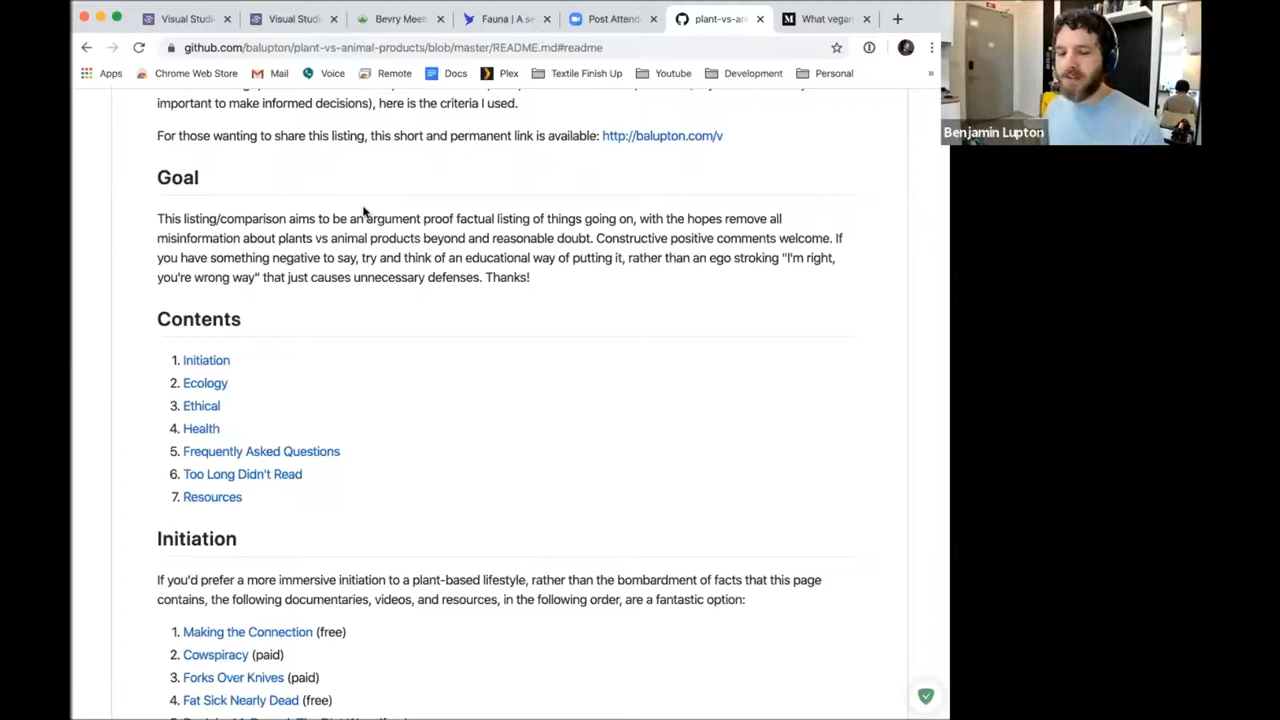 Visual Studi
Visual Studi
Bevry Meet
Fauna | A se
Post Attend
plant-vs-ani
What vegan
github.com/balupton/plant-vs-animal-products/blob/master/README.md#readme
Apps
Chrome Web Store
Mail
Voice
Remote
Docs
Plex
Textile Finish Up
Youtube
Development
Personal
»
Benjamin Lupton
important to make informed decisions), here is the criteria I used.
For those wanting to share this listing, this short and permanent link is available: http://balupton.com/v
Goal
This listing/comparison aims to be an argument proof factual listing of things going on, with the hopes remove all
misinformation about plants vs animal products beyond and reasonable doubt. Constructive positive comments welcome. If
you have something negative to say, try and think of an educational way of putting it, rather than an ego stroking "I'm right,
you're wrong way" that just causes unnecessary defenses. Thanks!
Contents
1. Initiation
2. Ecology
3. Ethical
4. Health
5. Frequently Asked Questions
6. Too Long Didn't Read
7. Resources
Initiation
If you'd prefer a more immersive initiation to a plant-based lifestyle, rather than the bombardment of facts that this page
contains, the following documentaries, videos, and resources, in the following order, are a fantastic option:
1. Making the Connection (free)
2. Cowspiracy (paid)
3. Forks Over Knives (paid)
4. Fat Sick Nearly Dead (free)